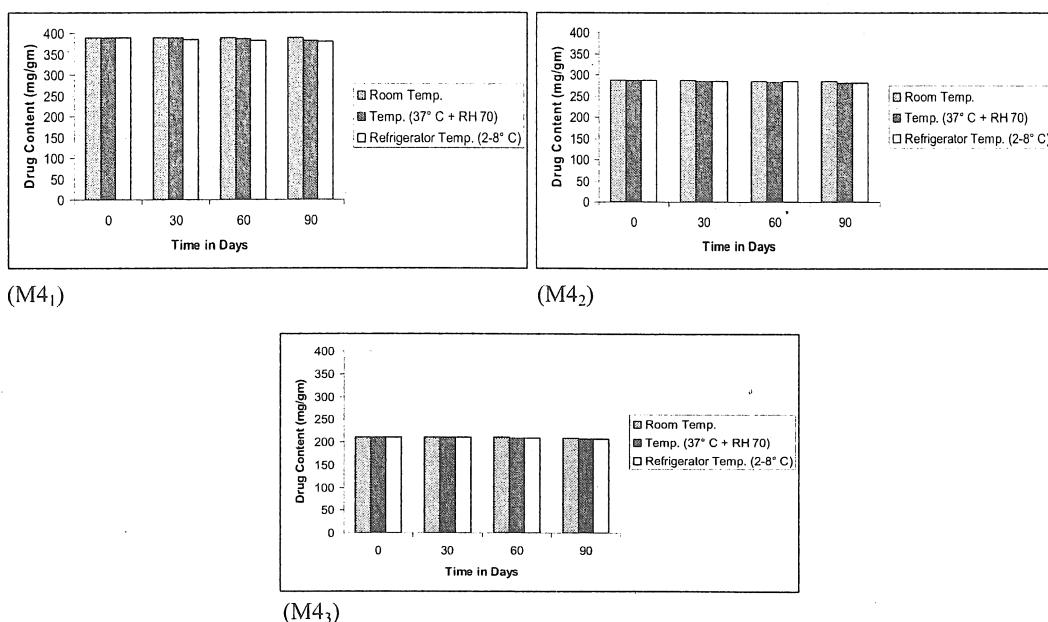 400
350
300
250
200
150
100
50
0
Drug Content (mg/gm)
0 30 60 90
Time in Days
Room Temp.
Temp. (37° C + RH 70)
Refrigerator Temp. (2-8° C)
(M4₁)
400
350
300
250
200
150
100
50
0
Drug Content (mg/gm)
0 30 60 90
Time in Days
Room Temp.
Temp. (37° C + RH 70)
Refrigerator Temp. (2-8° C)
(M4₂)
400
350
300
250
200
150
100
50
0
Drug Content (mg/gm)
0 30 60 90
Time in Days
Room Temp.
Temp. (37° C + RH 70)
Refrigerator Temp. (2-8° C)
(M4₃)